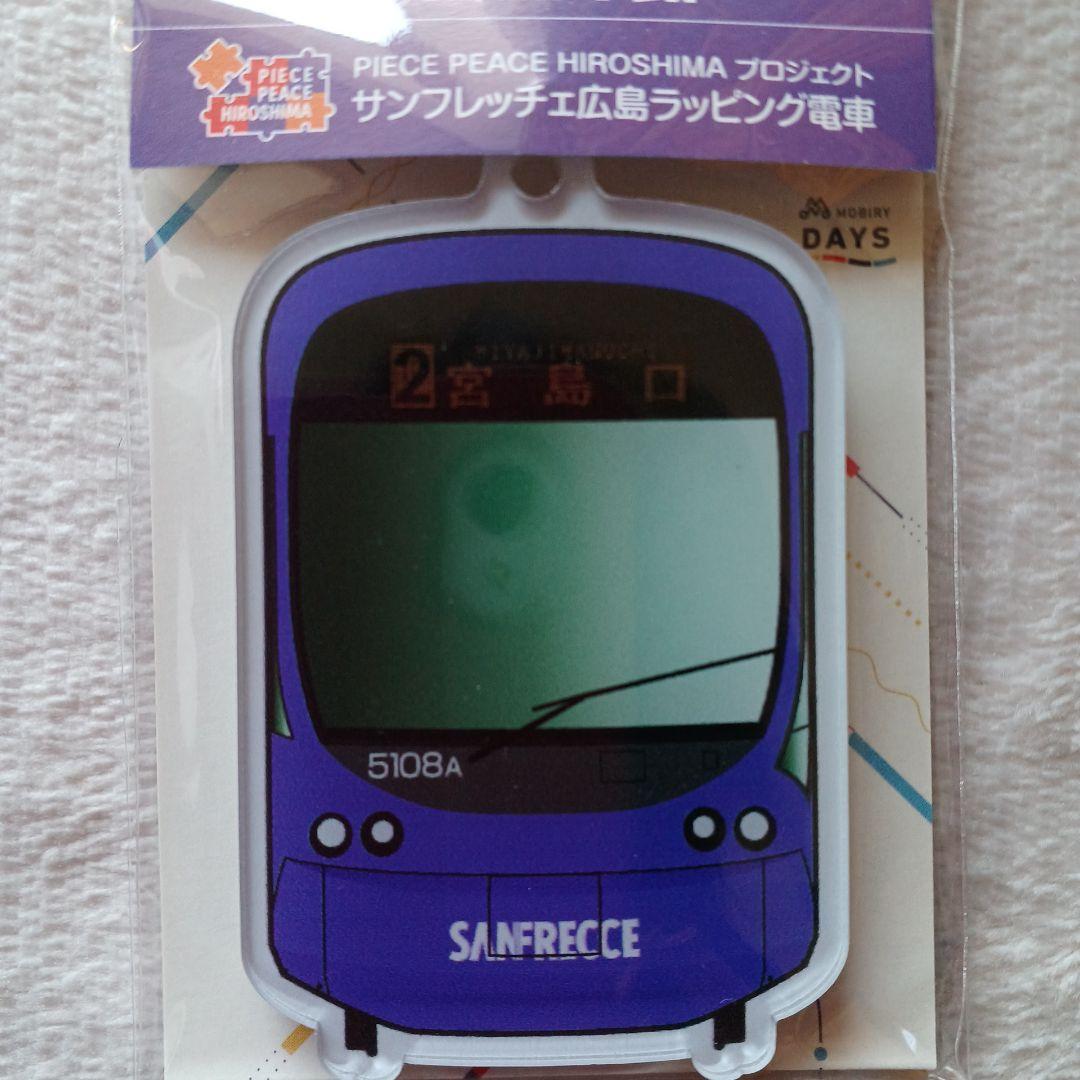 PIECE
PEACE
HIROSHIMA
PIECE PEACE HIROSHIMA プロジェクト
サンフレッチェ広島ラッピング電車
MOBIRY
DAYS
MIYAJIMAGUCHI
2 宮 島 口
5108A
SANFRECCE